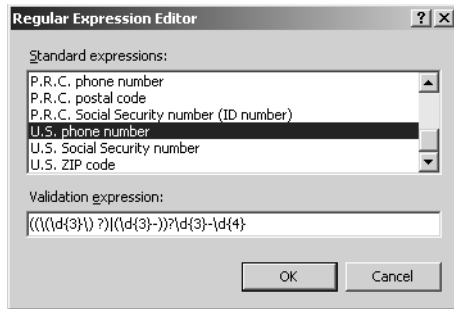 Regular Expression Editor
Standard expressions:
P.R.C. phone number
P.R.C. postal code
P.R.C. Social Security number (ID number)
U.S. phone number
U.S. Social Security number
U.S. ZIP code
Validation expression:
((\(\d{3}\) ?)|(\d{3}-))?\d{3}-\d{4}
OK Cancel